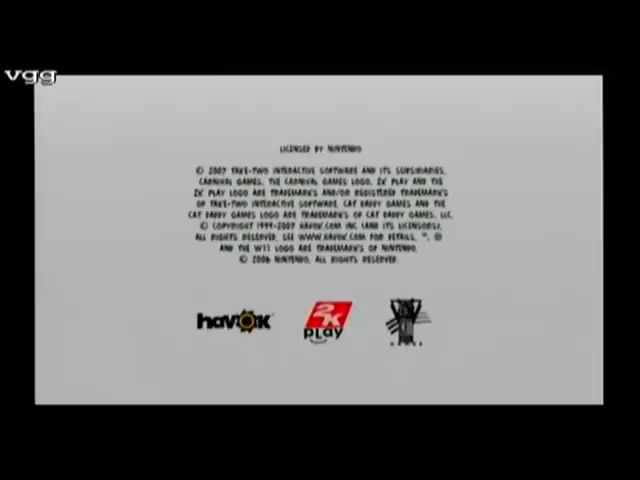 vgg
LICENSED BY NINTENDO
© 2007 TAKE-TWO INTERACTIVE SOFTWARE AND ITS SUBSIDIARIES.
CARNIVAL GAMES, THE CARNIVAL GAMES LOGO, 2K PLAY AND THE
2K PLAY LOGO ARE TRADEMARKS AND/OR REGISTERED TRADEMARKS
OF TAKE-TWO INTERACTIVE SOFTWARE. CAT DADDY GAMES AND THE
CAT DADDY GAMES LOGO ARE TRADEMARKS OF CAT DADDY GAMES, LLC.
© COPYRIGHT 1999-2007 HAVOK.COM INC (AND ITS LICENSORS).
ALL RIGHTS RESERVED. SEE WWW.HAVOK.COM FOR DETAILS. ™, ®
AND THE WII LOGO ARE TRADEMARKS OF NINTENDO.
© 2006 NINTENDO. ALL RIGHTS RESERVED.
havok
2K
PLAY
GAMES